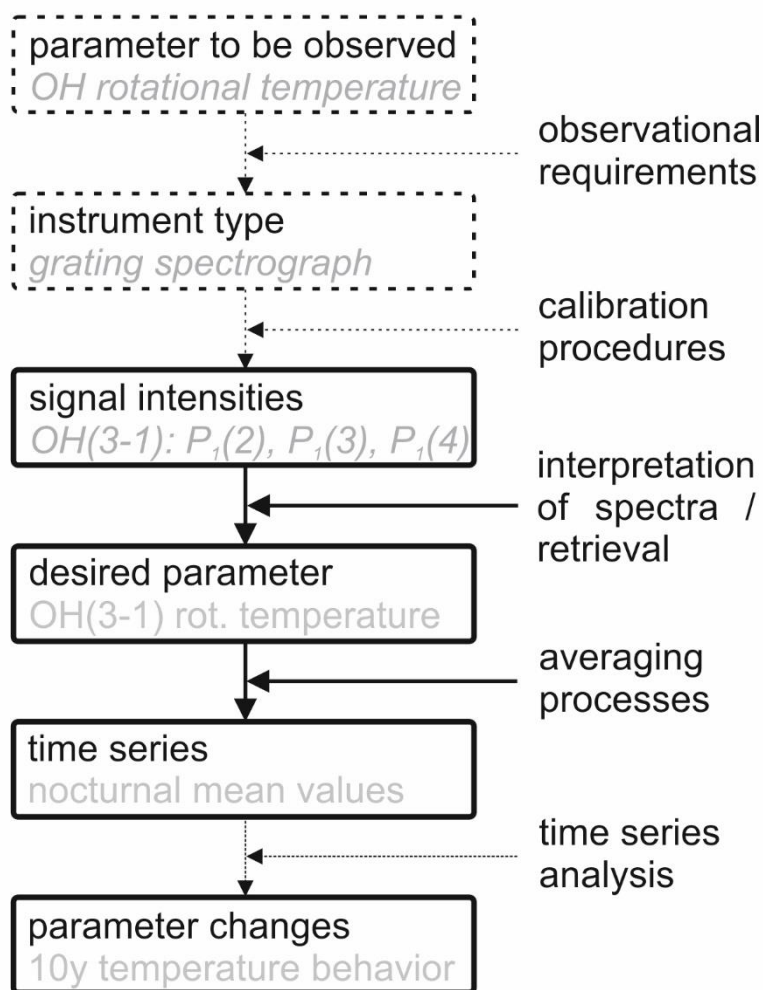 parameter to be observed
OH rotational temperature
observational
requirements
instrument type
grating spectrograph
calibration
procedures
signal intensities
OH(3-1): P₁(2), P₁(3), P₁(4)
interpretation
of spectra /
retrieval
desired parameter
OH(3-1) rot. temperature
averaging
processes
time series
nocturnal mean values
time series
analysis
parameter changes
10y temperature behavior